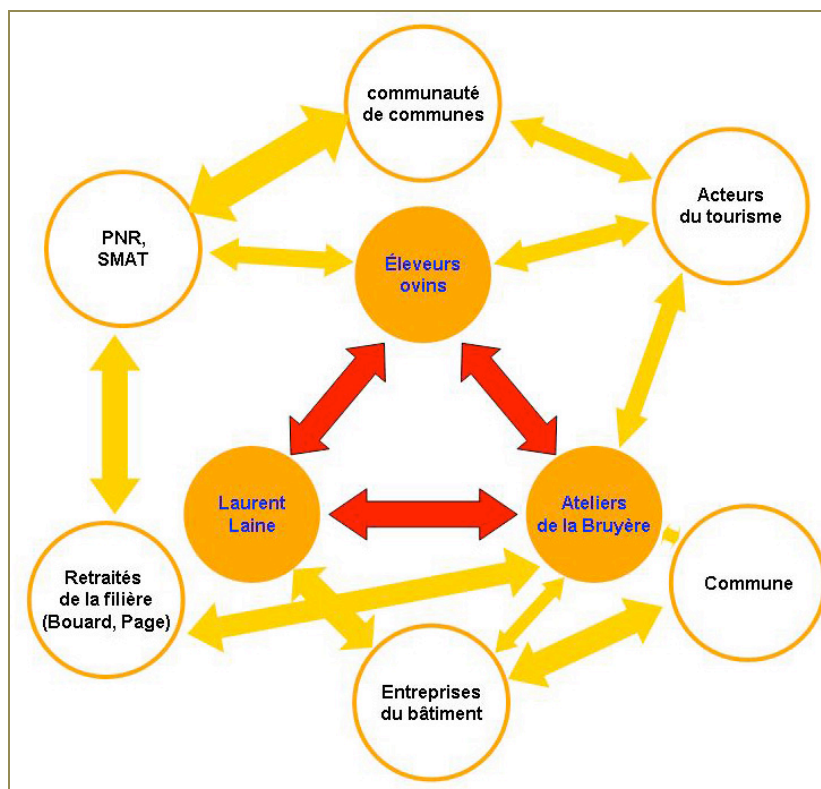 communauté
de communes
Acteurs
du tourisme
PNR,
SMAT
Éleveurs
ovins
Laurent
Laine
Ateliers
de la Bruyère
Retraités
de la filière
(Bouard, Page)
Commune
Entreprises
du bâtiment